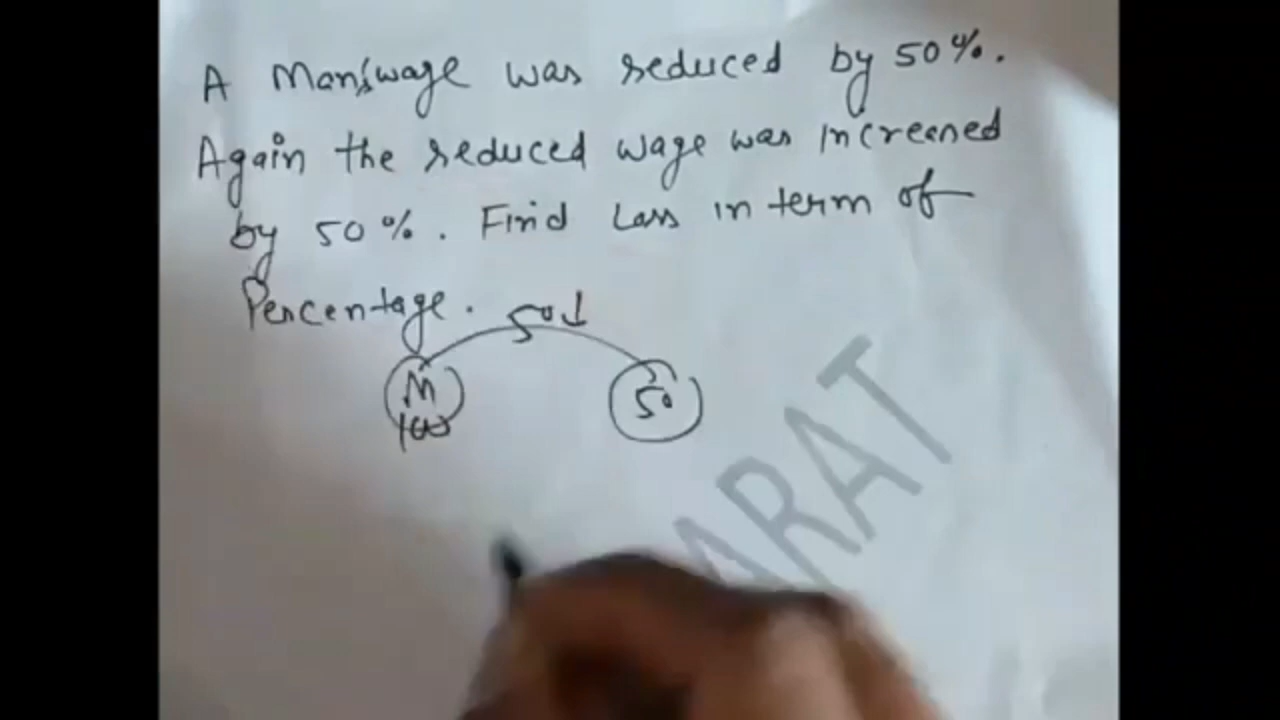 A Man's wage was reduced by 50%.
Again the reduced wage was increased
by 50%. Find Loss in term of
Percentage.
50↓
M
100
50
ARAT